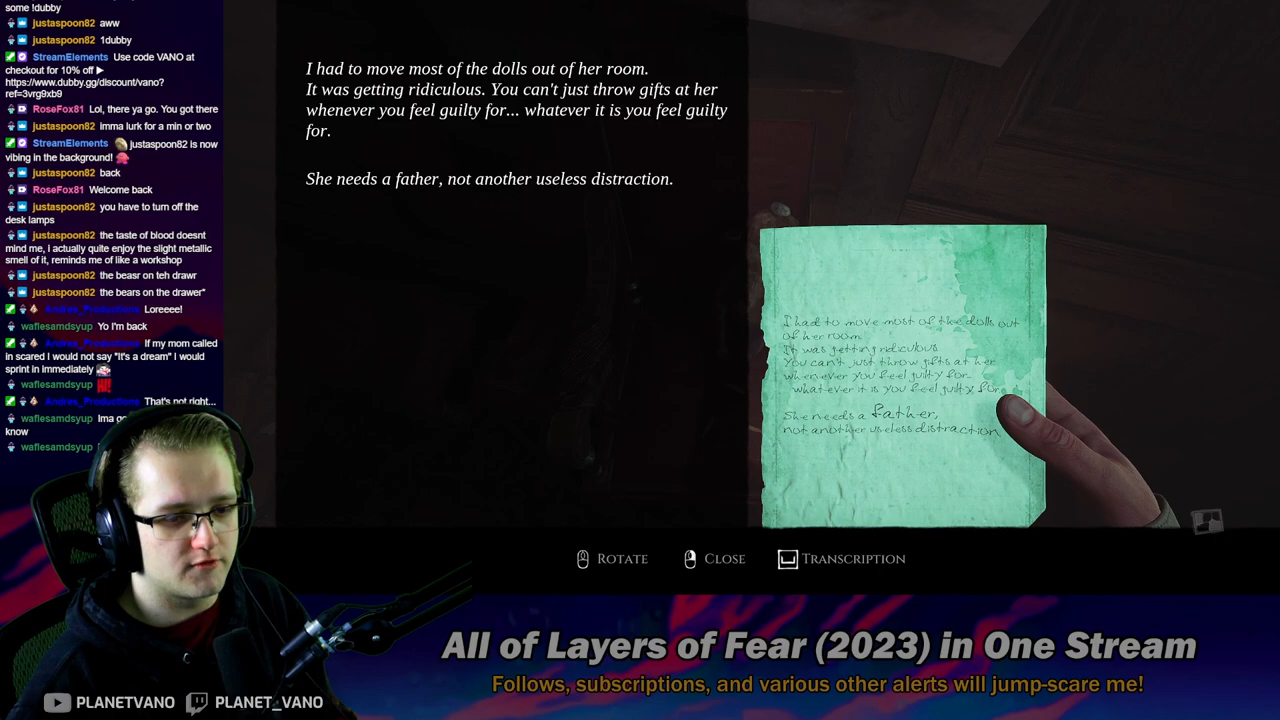 some !dubby
justaspoon82 aww
justaspoon82 1dubby
StreamElements Use code VANO at
checkout for 10% off ▶
https://www.dubby.gg/discount/vano?
ref=3vrg9xb9
RoseFox81 Lol, there ya go. You got there
justaspoon82 imma lurk for a min or two
StreamElements justaspoon82 is now
vibing in the background!
justaspoon82 back
RoseFox81 Welcome back
justaspoon82 you have to turn off the
desk lamps
justaspoon82 the taste of blood doesnt
mind me, i actually quite enjoy the slight metallic
smell of it, reminds me of like a workshop
justaspoon82 the beasr on teh drawr
justaspoon82 the bears on the drawer*
Andres_Productions Loreeee!
waflesamdsyup Yo I'm back
Andres_Productions If my mom called
in scared I would not say "It's a dream" I would
sprint in immediately
waflesamdsyup
Andres_Productions That's not right...
waflesamdsyup Ima
know
waflesamdsyup
I had to move most of the dolls out of her room.
It was getting ridiculous. You can't just throw gifts at her
whenever you feel guilty for... whatever it is you feel guilty
for.
She needs a father, not another useless distraction.
I had to move most of the dolls out
of her room.
It was getting ridiculous.
You can't just throw gifts at her
whenever you feel guilty for...
whatever it is you feel guilty for.
She needs a father,
not another useless distraction.
ROTATE
CLOSE
TRANSCRIPTION
All of Layers of Fear (2023) in One Stream
Follows, subscriptions, and various other alerts will jump-scare me!
PLANETVANO
PLANET_VANO